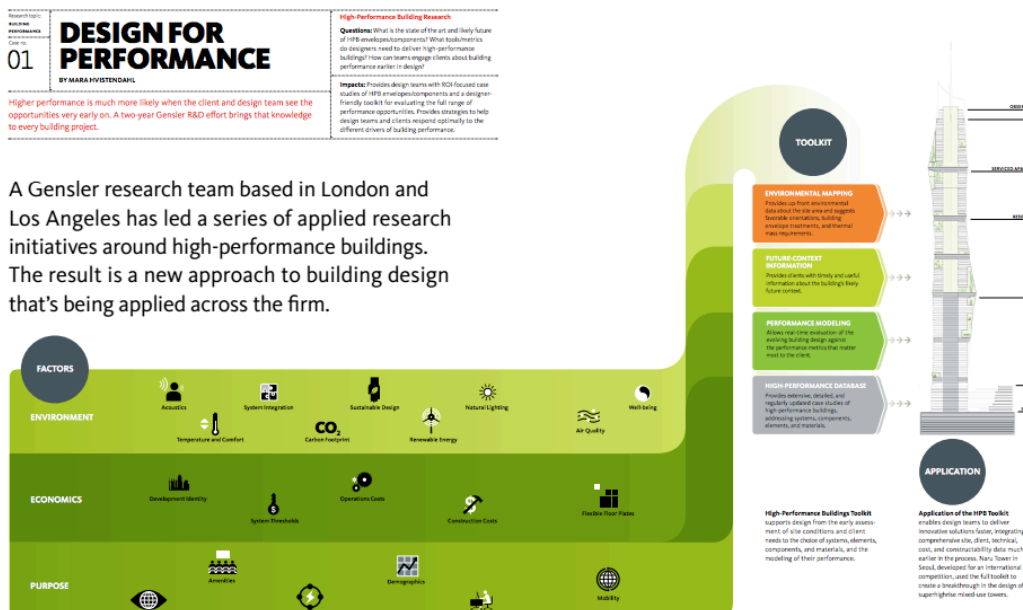 Research topic:
BUILDING
PERFORMANCE
Case no.
01
DESIGN FOR
PERFORMANCE
BY MARA HVISTENDAHL
Higher performance is much more likely when the client and design team see the
opportunities very early on. A two-year Gensler R&D effort brings that knowledge
to every building project.
High-Performance Building Research
Questions: What is the state of the art and likely future
of HPB envelopes/components? What tools/metrics
do designers need to deliver high-performance
buildings? How can teams engage clients about building
performance earlier in design?
Impacts: Provides design teams with ROI-focused case
studies of HPB envelopes/components and a designer-
friendly toolkit for evaluating the full range of
performance opportunities. Provides strategies to help
design teams and clients respond optimally to the
different drivers of building performance.
A Gensler research team based in London and
Los Angeles has led a series of applied research
initiatives around high-performance buildings.
The result is a new approach to building design
that's being applied across the firm.
FACTORS
ENVIRONMENT
Acoustics
System Integration
Sustainable Design
Natural Lighting
Well-being
Temperature and Comfort
CO2
Carbon Footprint
Renewable Energy
Air Quality
ECONOMICS
Development Identity
Operations Costs
System Thresholds
$
Construction Costs
Flexible Floor Plates
PURPOSE
Amenities
Demographics
Mobility
TOOLKIT
ENVIRONMENTAL MAPPING
Provides up front environmental
data about the site area and suggests
favorable orientations, building
envelope treatments, and thermal
mass requirements.
FUTURE-CONTEXT
INFORMATION
Provides clients with timely and useful
information about the building's likely
future context.
PERFORMANCE MODELING
Allows real-time evaluation of the
evolving building design against
the performance metrics that matter
most to the client.
HIGH-PERFORMANCE DATABASE
Provides extensive, detailed, and
regularly updated case studies of
high-performance buildings,
addressing systems, components,
elements, and materials.
High-Performance Buildings Toolkit
supports design from the early assess-
ment of site conditions and client
needs to the choice of systems, elements,
components, and materials, and the
modeling of their performance.
OBSER
SERVICED APA
RESI
APPLICATION
Application of the HPB Toolkit
enables design teams to deliver
innovative solutions faster, integrating
comprehensive site, client, technical,
cost, and constructability data much
earlier in the process. Naru Tower in
Seoul, developed for an international
competition, used the full toolkit to
create a breakthrough in the design of
superhighrise mixed-use towers.